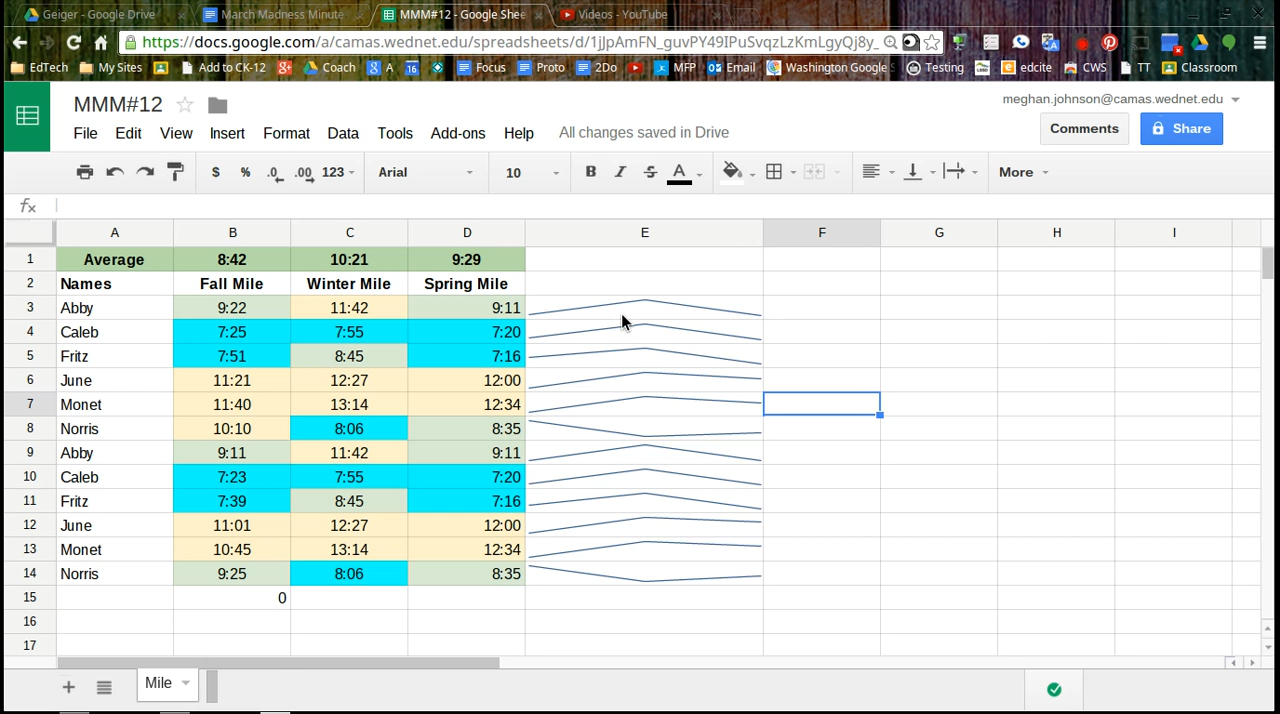 Geiger - Google Drive March Madness Minute MMM#12 - Google Shee Videos - YouTube
https://docs.google.com/a/camas.wednet.edu/spreadsheets/d/1jJpAmFN_guvPY49IPuSvqzLzKmLgyQj8y_
EdTech My Sites Add to CK-12 Coach A 16 Focus Proto 2Do MFP Email Washington Google Testing edcite CWS TT Classroom
MMM#12 meghan.johnson@camas.wednet.edu
File Edit View Insert Format Data Tools Add-ons Help All changes saved in Drive Comments Share
$ % .0 .00 123 Arial 10 B I S A More
fx
A B C D E F G H I
1 Average 8:42 10:21 9:29
2 Names Fall Mile Winter Mile Spring Mile
3 Abby 9:22 11:42 9:11
4 Caleb 7:25 7:55 7:20
5 Fritz 7:51 8:45 7:16
6 June 11:21 12:27 12:00
7 Monet 11:40 13:14 12:34
8 Norris 10:10 8:06 8:35
9 Abby 9:11 11:42 9:11
10 Caleb 7:23 7:55 7:20
11 Fritz 7:39 8:45 7:16
12 June 11:01 12:27 12:00
13 Monet 10:45 13:14 12:34
14 Norris 9:25 8:06 8:35
15 0
16
17
Mile